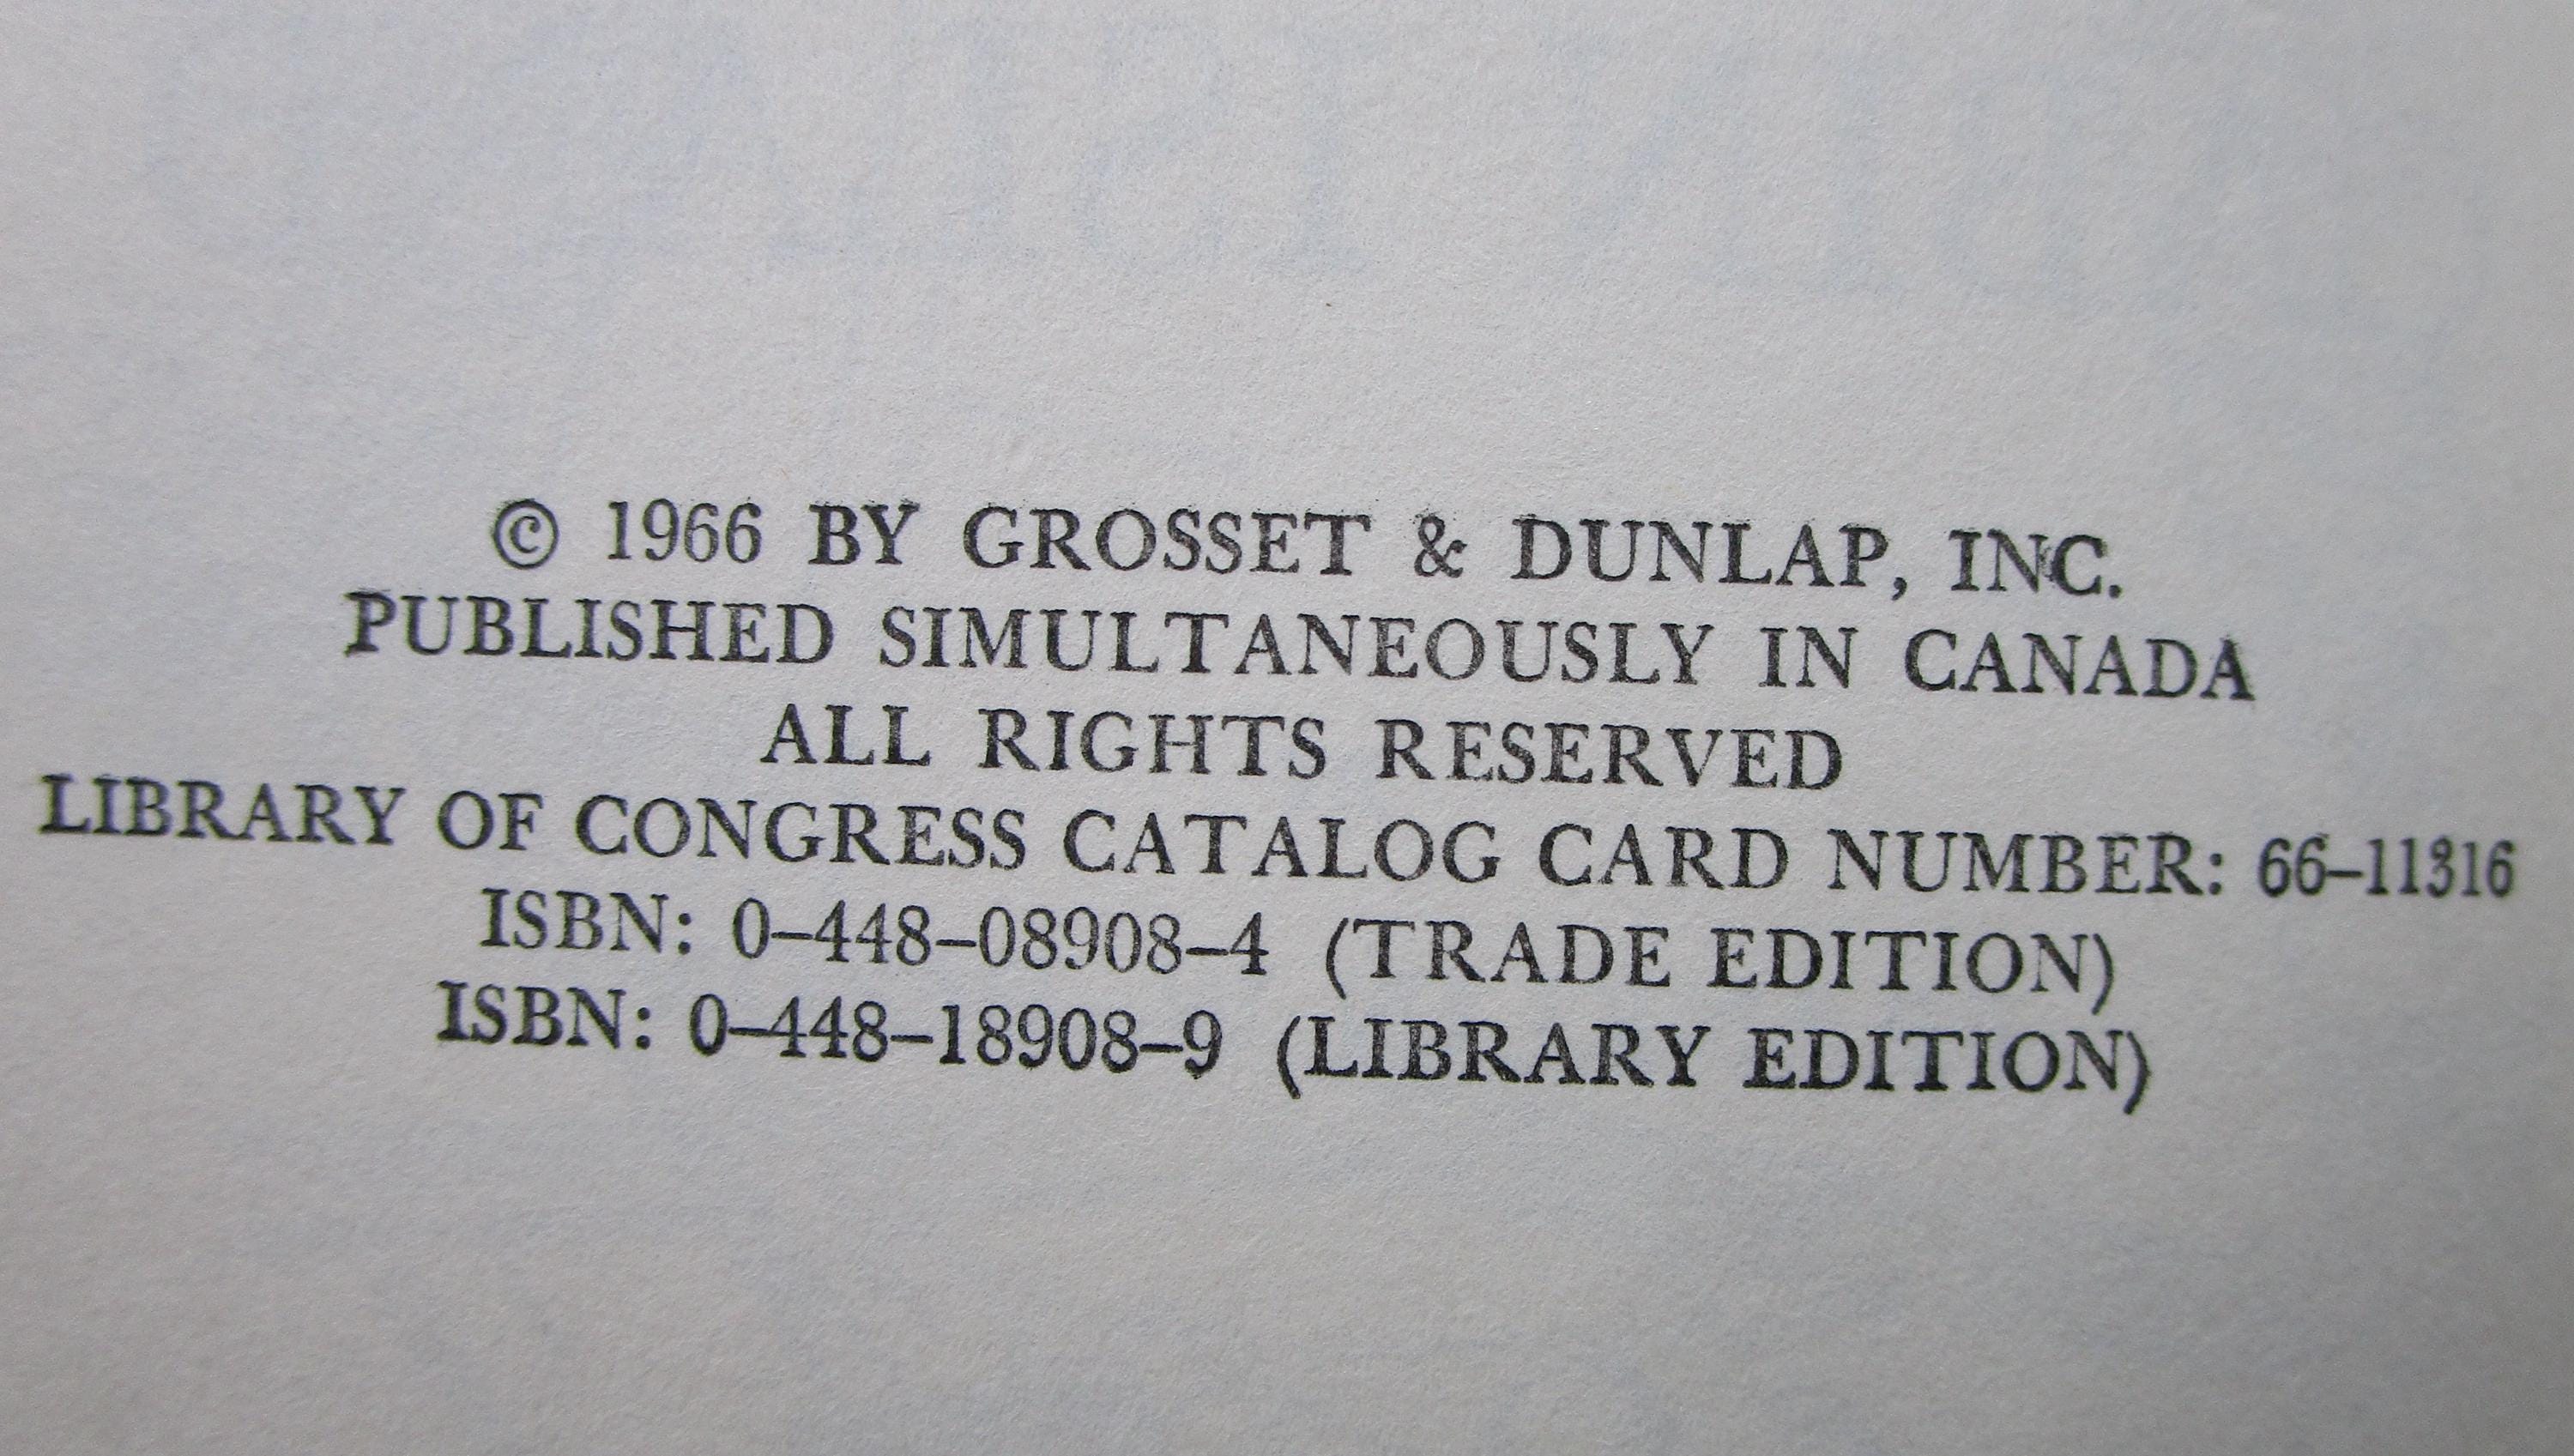 © 1966 BY GROSSET & DUNLAP, INC.
PUBLISHED SIMULTANEOUSLY IN CANADA
ALL RIGHTS RESERVED
LIBRARY OF CONGRESS CATALOG CARD NUMBER: 66–11316
ISBN: 0–448–08908–4 (TRADE EDITION)
ISBN: 0–448–18908–9 (LIBRARY EDITION)